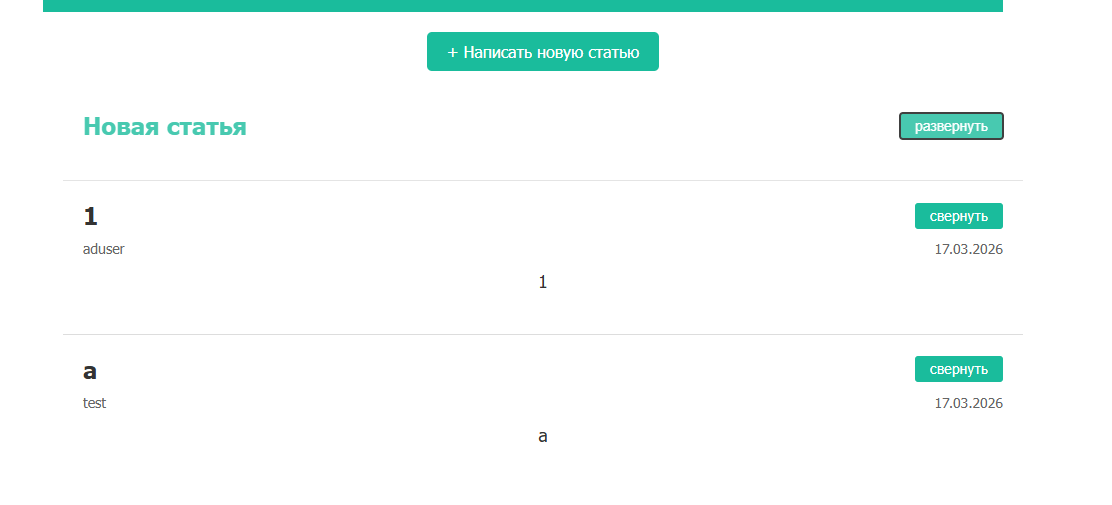 + Написать новую статью
Новая статья
развернуть
1
свернуть
aduser
17.03.2026
1
a
свернуть
test
17.03.2026
a